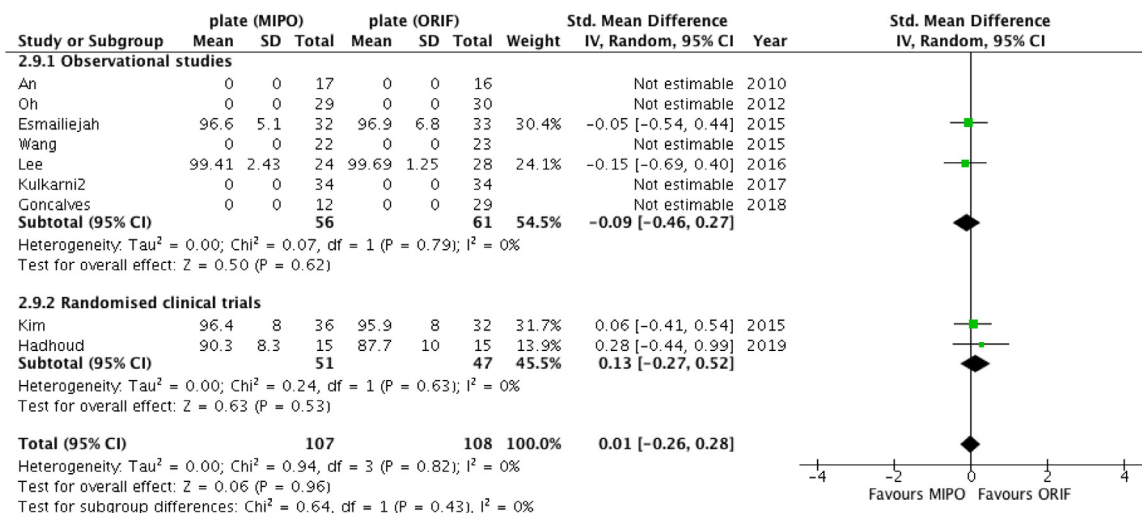 plate (MIPO) plate (ORIF) Std. Mean Difference Std. Mean Difference
Study or Subgroup Mean SD Total Mean SD Total Weight IV, Random, 95% CI Year IV, Random, 95% CI
2.9.1 Observational studies
An 0 0 17 0 0 16 Not estimable 2010
Oh 0 0 29 0 0 30 Not estimable 2012
Esmailiejah 96.6 5.1 32 96.9 6.8 33 30.4% −0.05 [−0.54, 0.44] 2015
Wang 0 0 22 0 0 23 Not estimable 2015
Lee 99.41 2.43 24 99.69 1.25 28 24.1% −0.15 [−0.69, 0.40] 2016
Kulkarni2 0 0 34 0 0 34 Not estimable 2017
Goncalves 0 0 12 0 0 29 Not estimable 2018
Subtotal (95% CI) 56 61 54.5% −0.09 [−0.46, 0.27]
Heterogeneity: Tau² = 0.00; Chi² = 0.07, df = 1 (P = 0.79); I² = 0%
Test for overall effect: Z = 0.50 (P = 0.62)
2.9.2 Randomised clinical trials
Kim 96.4 8 36 95.9 8 32 31.7% 0.06 [−0.41, 0.54] 2015
Hadhoud 90.3 8.3 15 87.7 10 15 13.9% 0.28 [−0.44, 0.99] 2019
Subtotal (95% CI) 51 47 45.5% 0.13 [−0.27, 0.52]
Heterogeneity: Tau² = 0.00; Chi² = 0.24, df = 1 (P = 0.63); I² = 0%
Test for overall effect: Z = 0.63 (P = 0.53)
Total (95% CI) 107 108 100.0% 0.01 [−0.26, 0.28]
Heterogeneity: Tau² = 0.00; Chi² = 0.94, df = 3 (P = 0.82); I² = 0%
Test for overall effect: Z = 0.06 (P = 0.96)
Test for subgroup differences: Chi² = 0.64, df = 1 (P = 0.43), I² = 0%
−4 −2 0 2 4
Favours MIPO Favours ORIF